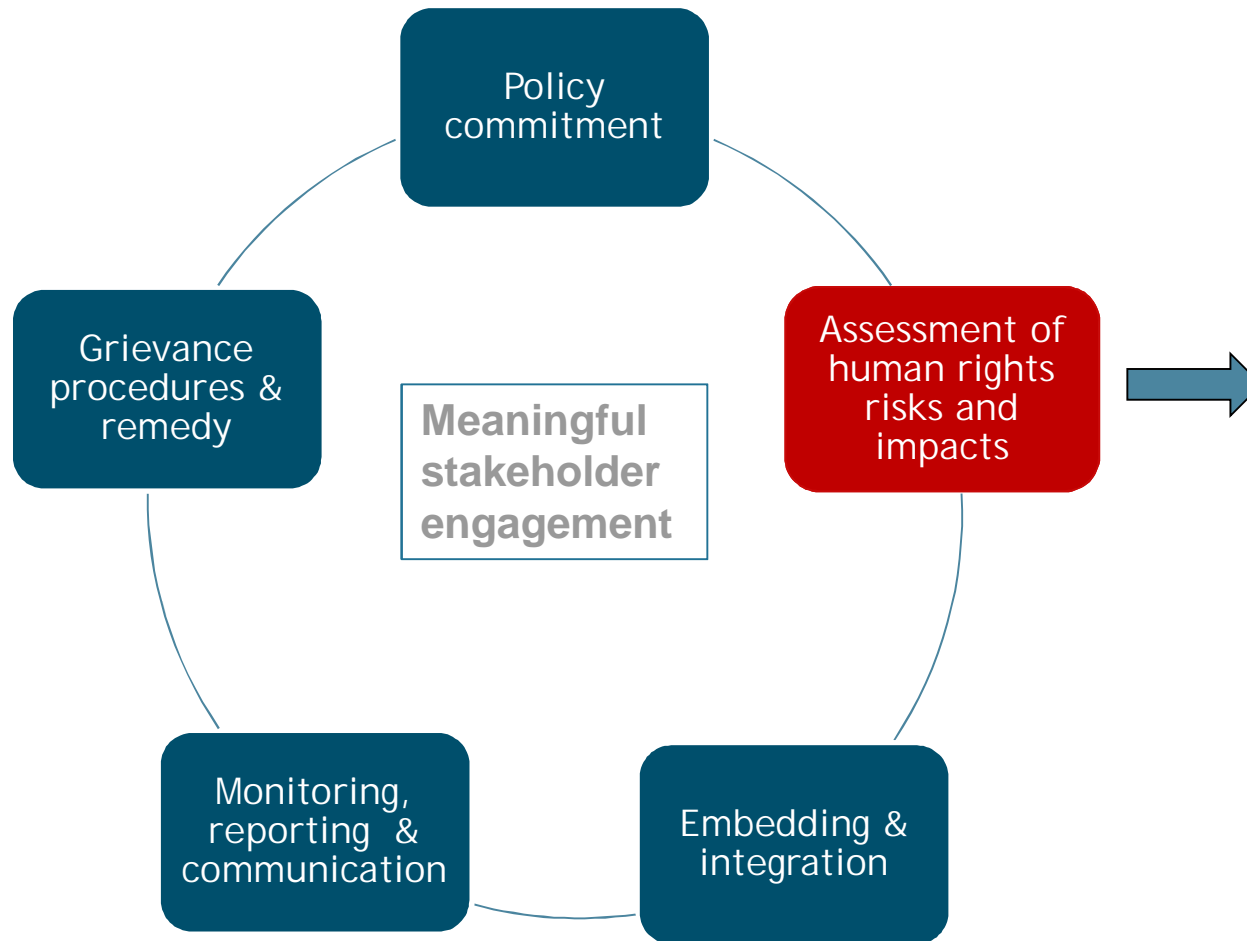 Policy
commitment
Assessment of
human rights
risks and
impacts
Grievance
procedures &
remedy
Meaningful
stakeholder
engagement
Monitoring,
reporting &
communication
Embedding &
integration